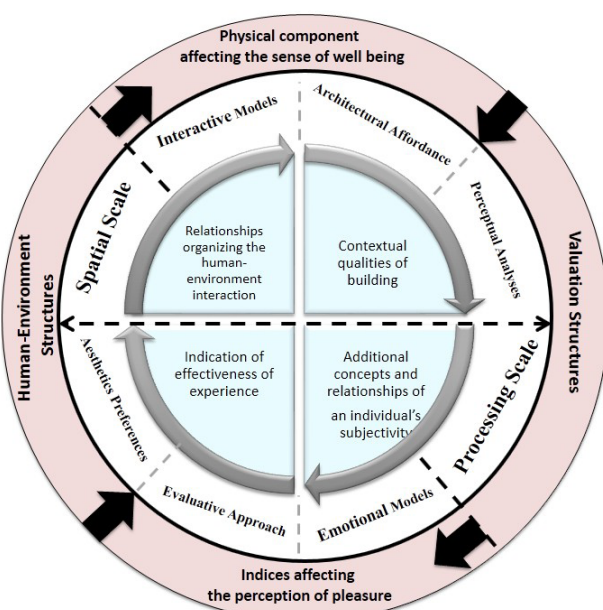 Physical component
affecting the sense of well being
Interactive Models
Architectural Affordance
Spatial Scale
Perceptual Analyses
Relationships
organizing the
human-
environment
interaction
Contextual
qualities of
building
Human-Environment
Structures
Valuation Structures
Indication of
effectiveness of
experience
Additional
concepts and
relationships of
an individual's
subjectivity
Aesthetics Preferences
Processing Scale
Evaluative Approach
Emotional Models
Indices affecting
the perception of pleasure